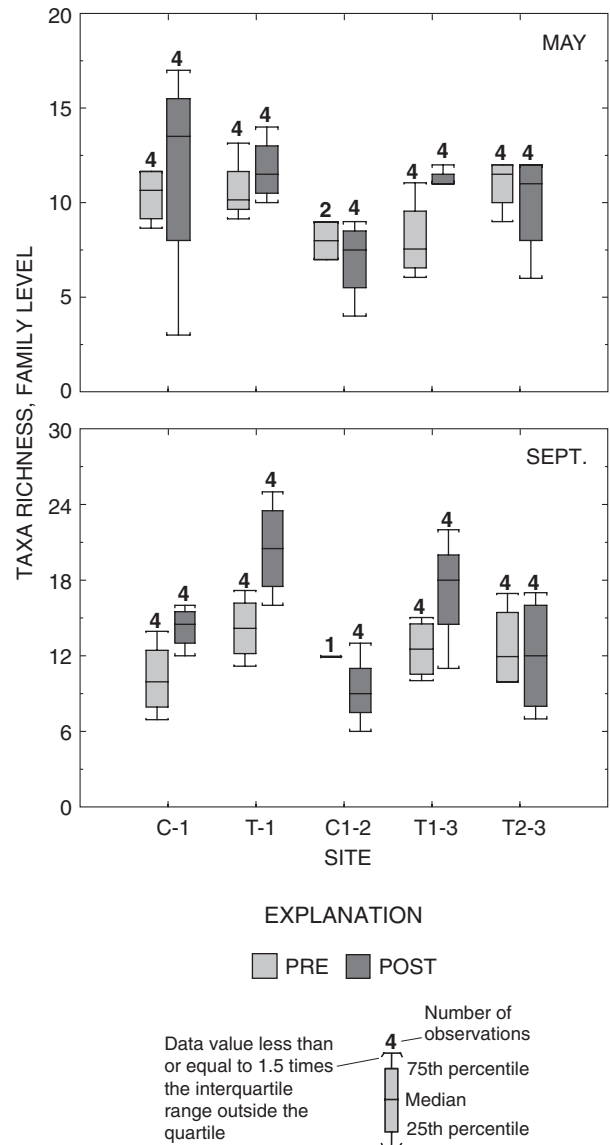 TAXA RICHNESS, FAMILY LEVEL
MAY
20
15
10
5
0
4
4
4
4
2
4
4
4
4
4
SEPT.
30
24
18
12
6
0
4
4
4
4
1
4
4
4
4
4
C-1 T-1 C1-2 T1-3 T2-3
SITE
EXPLANATION
PRE POST
Number of
observations
4
Data value less than
or equal to 1.5 times
the interquartile
range outside the
quartile
75th percentile
Median
25th percentile